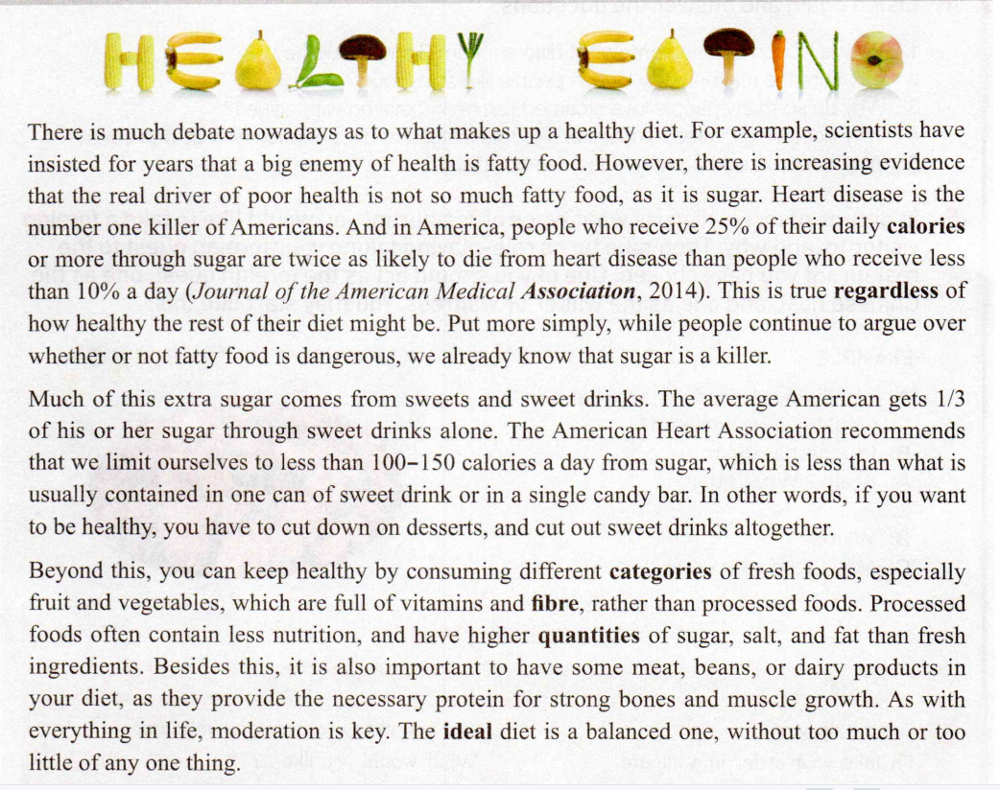 HEALTHY EATING
There is much debate nowadays as to what makes up a healthy diet. For example, scientists have
insisted for years that a big enemy of health is fatty food. However, there is increasing evidence
that the real driver of poor health is not so much fatty food, as it is sugar. Heart disease is the
number one killer of Americans. And in America, people who receive 25% of their daily calories
or more through sugar are twice as likely to die from heart disease than people who receive less
than 10% a day (Journal of the American Medical Association, 2014). This is true regardless of
how healthy the rest of their diet might be. Put more simply, while people continue to argue over
whether or not fatty food is dangerous, we already know that sugar is a killer.
Much of this extra sugar comes from sweets and sweet drinks. The average American gets 1/3
of his or her sugar through sweet drinks alone. The American Heart Association recommends
that we limit ourselves to less than 100–150 calories a day from sugar, which is less than what is
usually contained in one can of sweet drink or in a single candy bar. In other words, if you want
to be healthy, you have to cut down on desserts, and cut out sweet drinks altogether.
Beyond this, you can keep healthy by consuming different categories of fresh foods, especially
fruit and vegetables, which are full of vitamins and fibre, rather than processed foods. Processed
foods often contain less nutrition, and have higher quantities of sugar, salt, and fat than fresh
ingredients. Besides this, it is also important to have some meat, beans, or dairy products in
your diet, as they provide the necessary protein for strong bones and muscle growth. As with
everything in life, moderation is key. The ideal diet is a balanced one, without too much or too
little of any one thing.